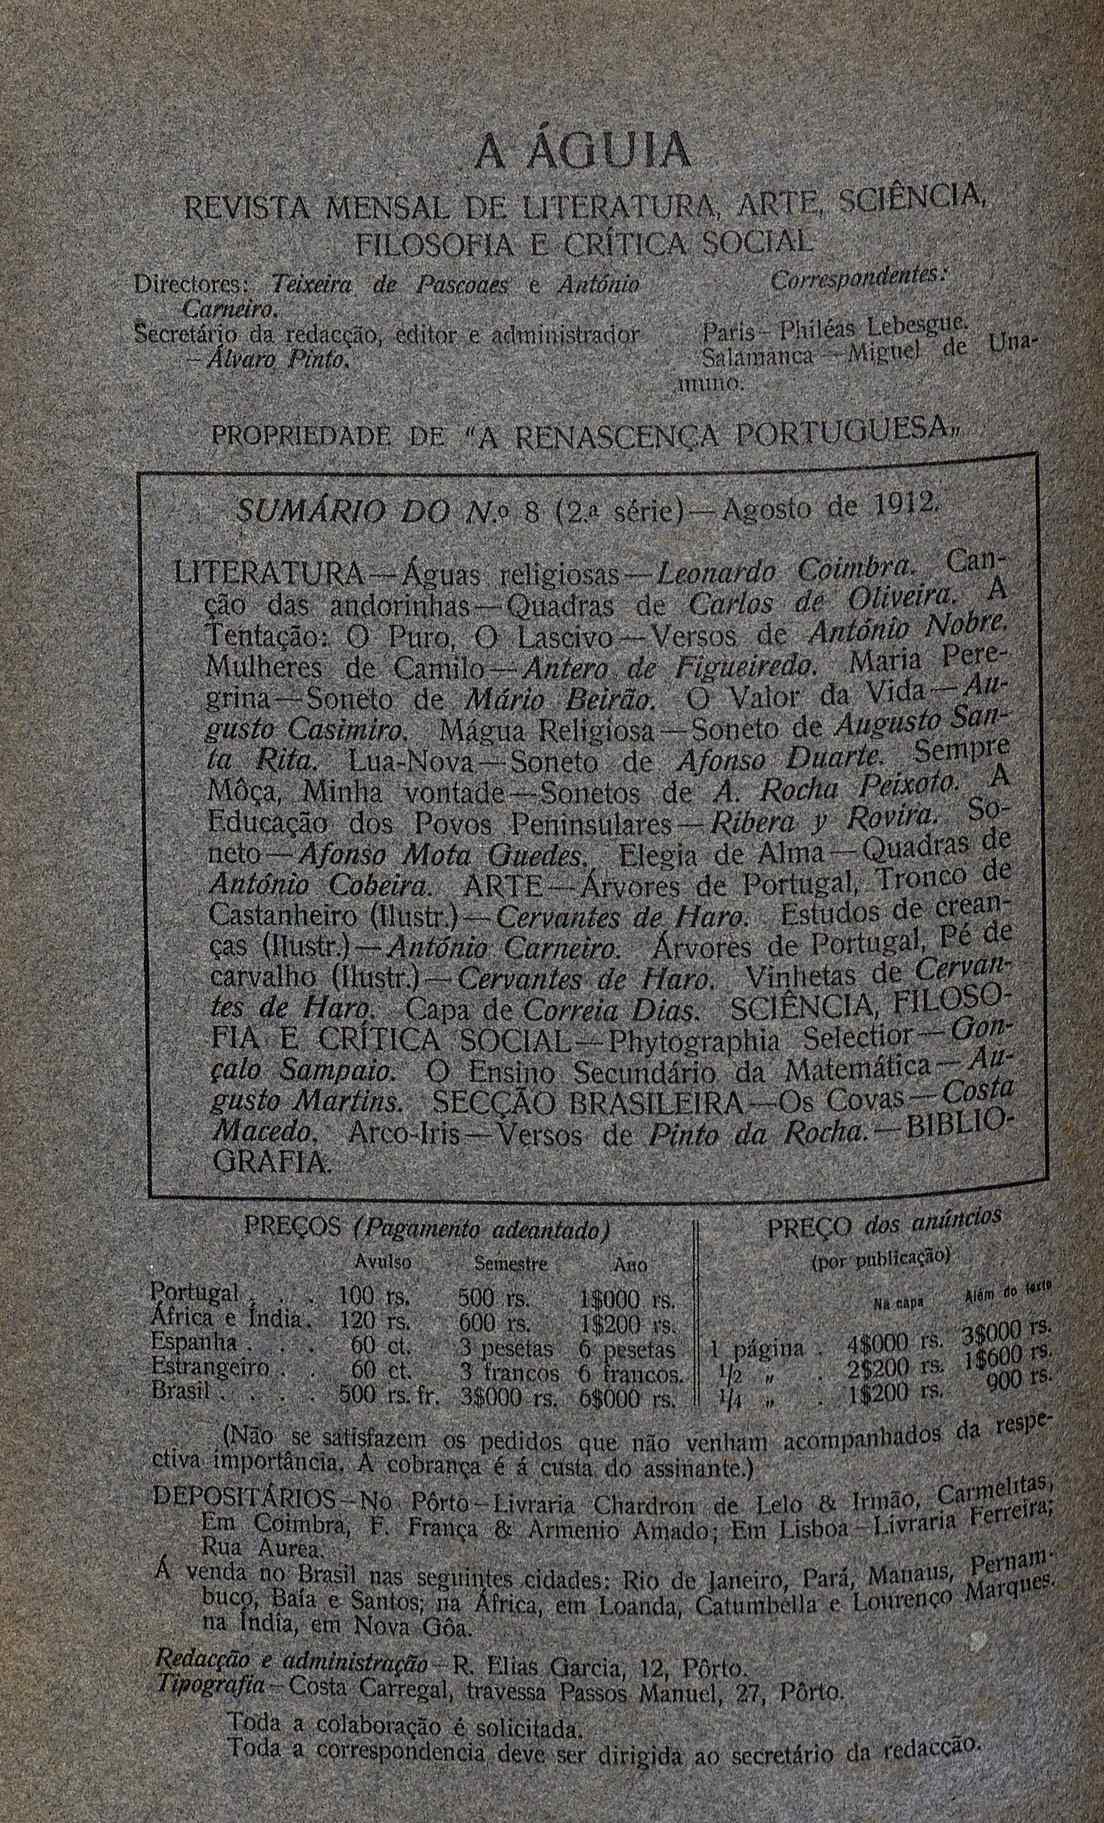 A ÁGUIA
REVISTA MENSAL DE LITERATURA, ARTE, SCIÊNCIA,
FILOSOFIA E CRÍTICA SOCIAL
Directores: Teixeira de Pascoaes e António
Carneiro.
Secretário da redacção, editor e administrador
—Álvaro Pinto.
Correspondentes:
Paris—Philéas Lebesgue.
Salamanca—Miguel de Una-
muno.
PROPRIEDADE DE "A RENASCENÇA PORTUGUESA„
SUMÁRIO DO N.º 8 (2.ª série)—Agosto de 1912.
LITERATURA—Águas religiosas—Leonardo Coimbra. Can-
ção das andorinhas—Quadras de Carlos de Oliveira. A
Tentação: O Puro, O Lascivo—Versos de António Nobre.
Mulheres de Camilo—Antero de Figueiredo. Maria Pere-
grina—Soneto de Mário Beirão. O Valor da Vida—Au-
gusto Casimiro. Mágua Religiosa—Soneto de Augusto San-
ta Rita. Lua-Nova—Soneto de Afonso Duarte. Sempre
Môça, Minha vontade—Sonetos de A. Rocha Peixoto. A
Educação dos Povos Peninsulares—Ribera y Rovira. So-
neto—Afonso Mota Guedes. Elegia de Alma—Quadras de
António Cobeira. ARTE—Árvores de Portugal, Tronco de
Castanheiro (Ilustr.)—Cervantes de Haro. Estudos de crean-
ças (Ilustr.)—António Carneiro. Árvores de Portugal, Pé de
carvalho (Ilustr.)—Cervantes de Haro. Vinhetas de Cervan-
tes de Haro. Capa de Correia Dias. SCIÊNCIA, FILOSO-
FIA E CRÍTICA SOCIAL—Phytographia Selectior—Gon-
çalo Sampaio. O Ensino Secundário da Matemática—Au-
gusto Martins. SECÇÃO BRASILEIRA—Os Covas—Costa
Macedo. Arco-Iris—Versos de Pinto da Rocha.—BIBLIO-
GRAFIA.
PREÇOS (Pagamento adeantado)
Avulso Semestre Ano
Portugal . . . 100 rs. 500 rs. 1$000 rs.
África e Índia. 120 rs. 600 rs. 1$200 rs.
Espanha . . . 60 ct. 3 pesetas 6 pesetas
Estrangeiro . . 60 ct. 3 francos 6 francos.
Brasil . . . . 500 rs. fr. 3$000 rs. 6$000 rs.
PREÇO dos anúncios
(por publicação)
Na capa Além do texto
1 página . 4$000 rs. 3$000 rs.
1/2 „ . 2$200 rs. 1$600 rs.
1/4 „ . 1$200 rs. 900 rs.
(Não se satisfazem os pedidos que não venham acompanhados da respe-
ctiva importância. A cobrança é á custa do assinante.)
DEPOSITÁRIOS—No Pôrto—Livraria Chardron de Lelo & Irmão, Carmelitas,
Em Coimbra, F. França & Armenio Amado; Em Lisboa—Livraria Ferreira;
Rua Aurea.
Á venda no Brasil nas seguintes cidades: Rio de Janeiro, Pará, Manaus, Pernam-
buco, Baía e Santos; na África, em Loanda, Catumbella e Lourenço Marques.
na Índia, em Nova Gôa.
Redacção e administração—R. Elias Garcia, 12, Pôrto.
Tipografia—Costa Carregal, travessa Passos Manuel, 27, Pôrto.
Toda a colaboração é solicitada.
Toda a correspondencia deve ser dirigida ao secretário da redacção.